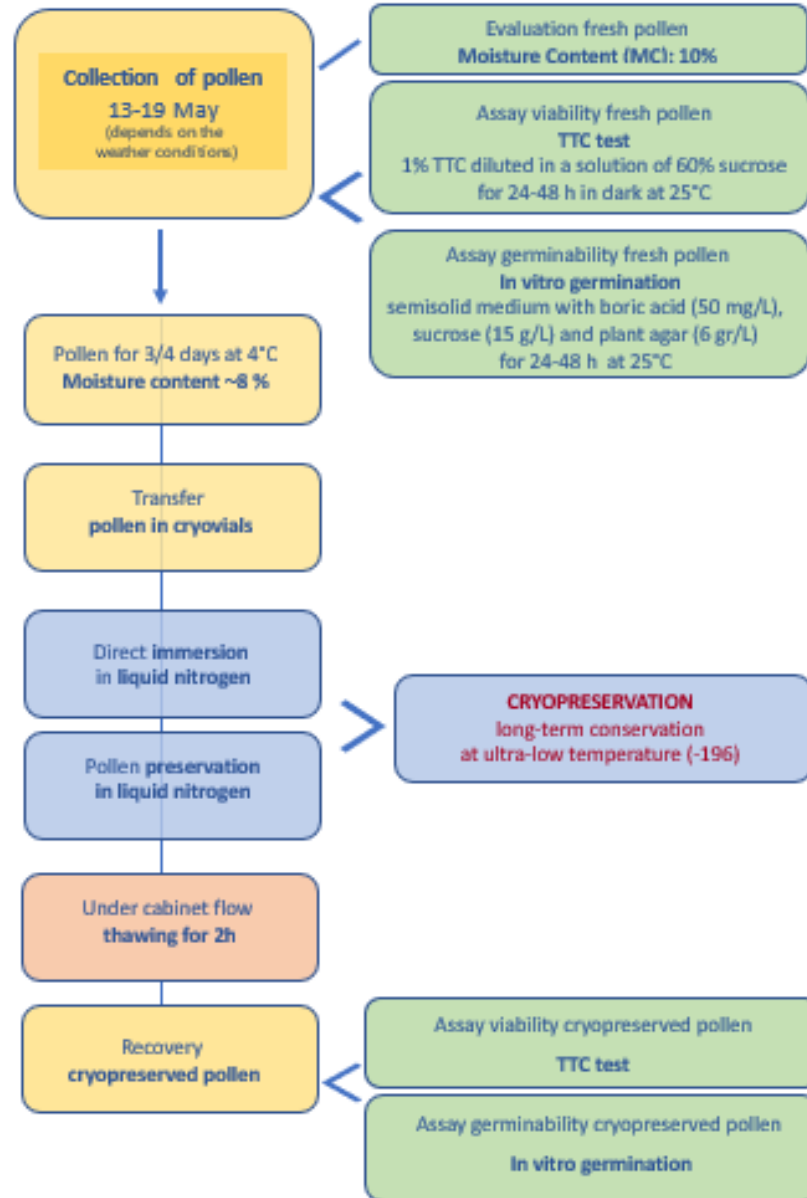 Collection of pollen
13-19 May
(depends on the
weather conditions)
Evaluation fresh pollen
Moisture Content (MC): 10%
Assay viability fresh pollen
TTC test
1% TTC diluted in a solution of 60% sucrose
for 24-48 h in dark at 25°C
Assay germinability fresh pollen
In vitro germination
semisolid medium with boric acid (50 mg/L),
sucrose (15 g/L) and plant agar (6 gr/L)
for 24-48 h at 25°C
Pollen for 3/4 days at 4°C
Moisture content ~8 %
Transfer
pollen in cryovials
Direct immersion
in liquid nitrogen
Pollen preservation
in liquid nitrogen
CRYOPRESERVATION
long-term conservation
at ultra-low temperature (-196)
Under cabinet flow
thawing for 2h
Recovery
cryopreserved pollen
Assay viability cryopreserved pollen
TTC test
Assay germinability cryopreserved pollen
In vitro germination